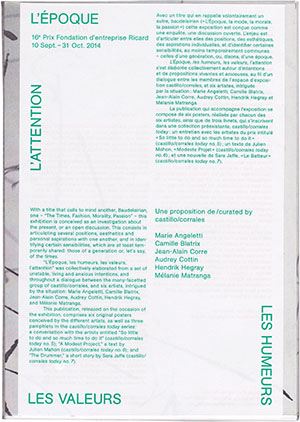 L'ÉPOQUE
16e Prix Fondation d'entreprise Ricard
10 Sept. – 31 Oct. 2014
L'ATTENTION
Avec un titre qui en rappelle volontairement un
autre, baudelairien (« L'Époque, la mode, la morale,
la passion ») cette exposition est conçue comme
une enquête, une discussion ouverte. L'enjeu est
d'articuler entre elles des positions, des esthétiques,
des aspirations individuelles, et d'identifier certaines
sensibilités, au moins temporairement communes
– celles d'une génération, ou, disons, d'une époque.
L'Époque, les humeurs, les valeurs, l'attention
s'est élaborée collectivement autour d'intentions
et de propositions vivantes et anxieuses, au fil d'un
dialogue entre les membres de l'espace d'exposi-
tion castillo/corrales, et six artistes, intrigués
par la situation : Marie Angeletti, Camille Blatrix,
Jean-Alain Corre, Audrey Cottin, Hendrik Hegray et
Mélanie Matranga.
La publication qui accompagne l'exposition se
compose de six posters, réalisés par chacun des
six artistes, ainsi que de trois livrets, qui s'inscrivent
dans une collection préexistante, castillo/corrales
today : un entretien avec les artistes du prix intitulé
« So little to do and so much time to do it »
(castillo/corrales today no. 5) ; un texte de Julien
Mahon, « Modeste Projet » (castillo/corrales today
no. 6) ; et une nouvelle de Sara Jaffe, « Le Batteur »
(castillo/corrales today no. 7).
With a title that calls to mind another, Baudelairian,
one – "The Times, Fashion, Morality, Passion" – this
exhibition is conceived as an investigation about
the present, or an open discussion. This consists in
articulating several positions, aesthetics and
personal aspirations with one another, and in iden-
tifying certain sensibilities, which are at least tem-
porarily shared: those of a generation or, let's say,
of the times.
"L'Époque, les humeurs, les valeurs,
l'attention" was collectively elaborated from a set of
unstable, living and anxious intentions, and
throughout a dialogue between the many-facetted
group of castillo/corrales, and six artists, intrigued
by the situation: Marie Angeletti, Camille Blatrix,
Jean-Alain Corre, Audrey Cottin, Hendrik Hegray,
and Mélanie Matranga.
This publication, released on the occasion of
the exhibition, comprises six original posters
conceived by the different artists, as well as three
pamphlets in the castillo/corrales today series:
a conversation with the artists entitled "So little
to do and so much time to do it" (castillo/corrales
today no. 5), "A Modest Project," a text by
Julien Mahon (castillo/corrales today no. 6); and
"The Drummer," a short story by Sara Jaffe (castillo/
corrales today no. 7).
Une proposition de / curated by
castillo/corrales
Marie Angeletti
Camille Blatrix
Jean-Alain Corre
Audrey Cottin
Hendrik Hegray
Mélanie Matranga
LES HUMEURS
LES VALEURS